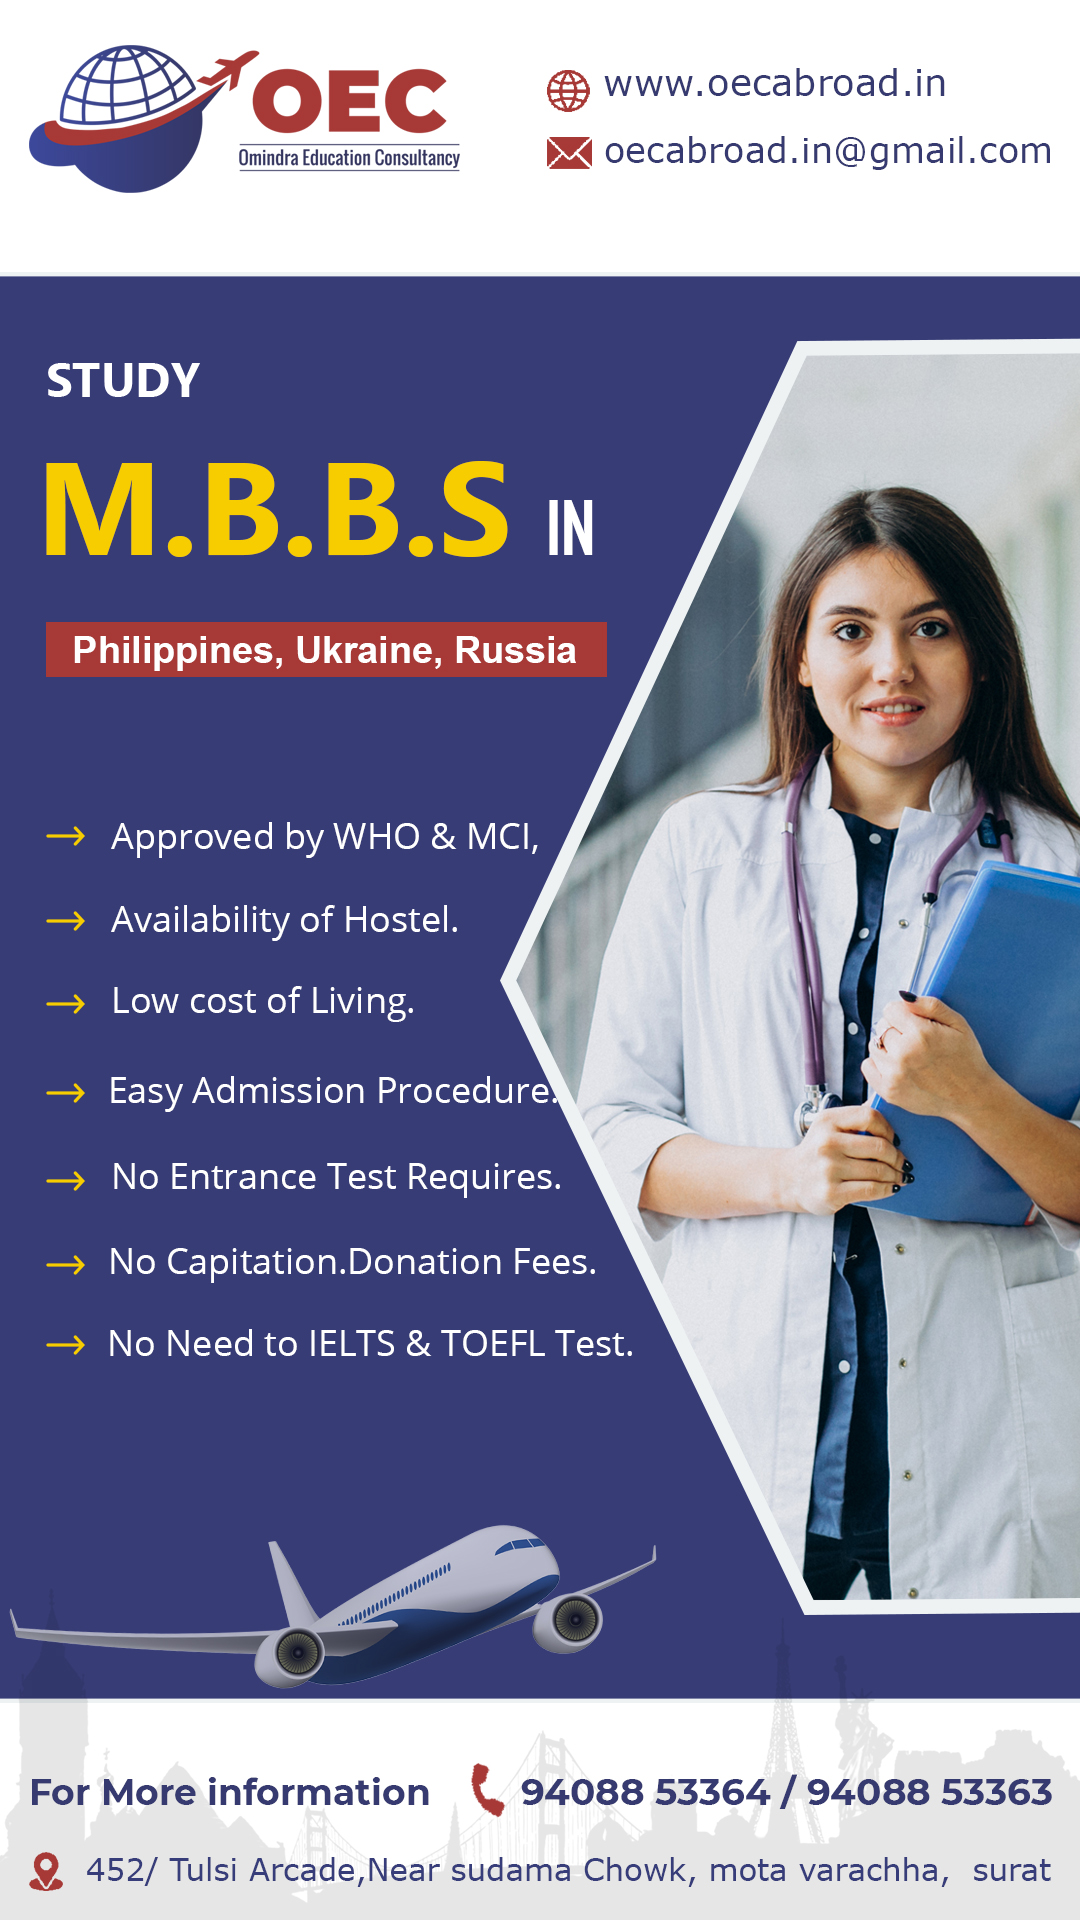 OEC
Omindra Education Consultancy
www.oecabroad.in
oecabroad.in@gmail.com
STUDY
M.B.B.S IN
Philippines, Ukraine, Russia
Approved by WHO & MCI,
Availability of Hostel.
Low cost of Living.
Easy Admission Procedure.
No Entrance Test Requires.
No Capitation.Donation Fees.
No Need to IELTS & TOEFL Test.
For More information 94088 53364 / 94088 53363
452/ Tulsi Arcade,Near sudama Chowk, mota varachha, surat